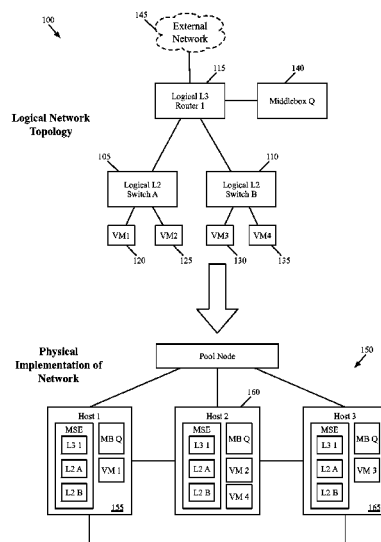 100
145
External
Network
115
140
Logical L3
Router 1
Middlebox Q
Logical Network
Topology
105
110
Logical L2
Switch A
Logical L2
Switch B
VM1
VM2
VM3
VM4
120
125
130
135
Physical
Implementation of
Network
150
Pool Node
160
Host 1
Host 2
Host 3
MSE
MB Q
MSE
MB Q
MSE
MB Q
L3 1
L3 1
L3 1
L2 A
VM 1
L2 A
VM 2
L2 A
VM 3
L2 B
L2 B
VM 4
L2 B
155
165